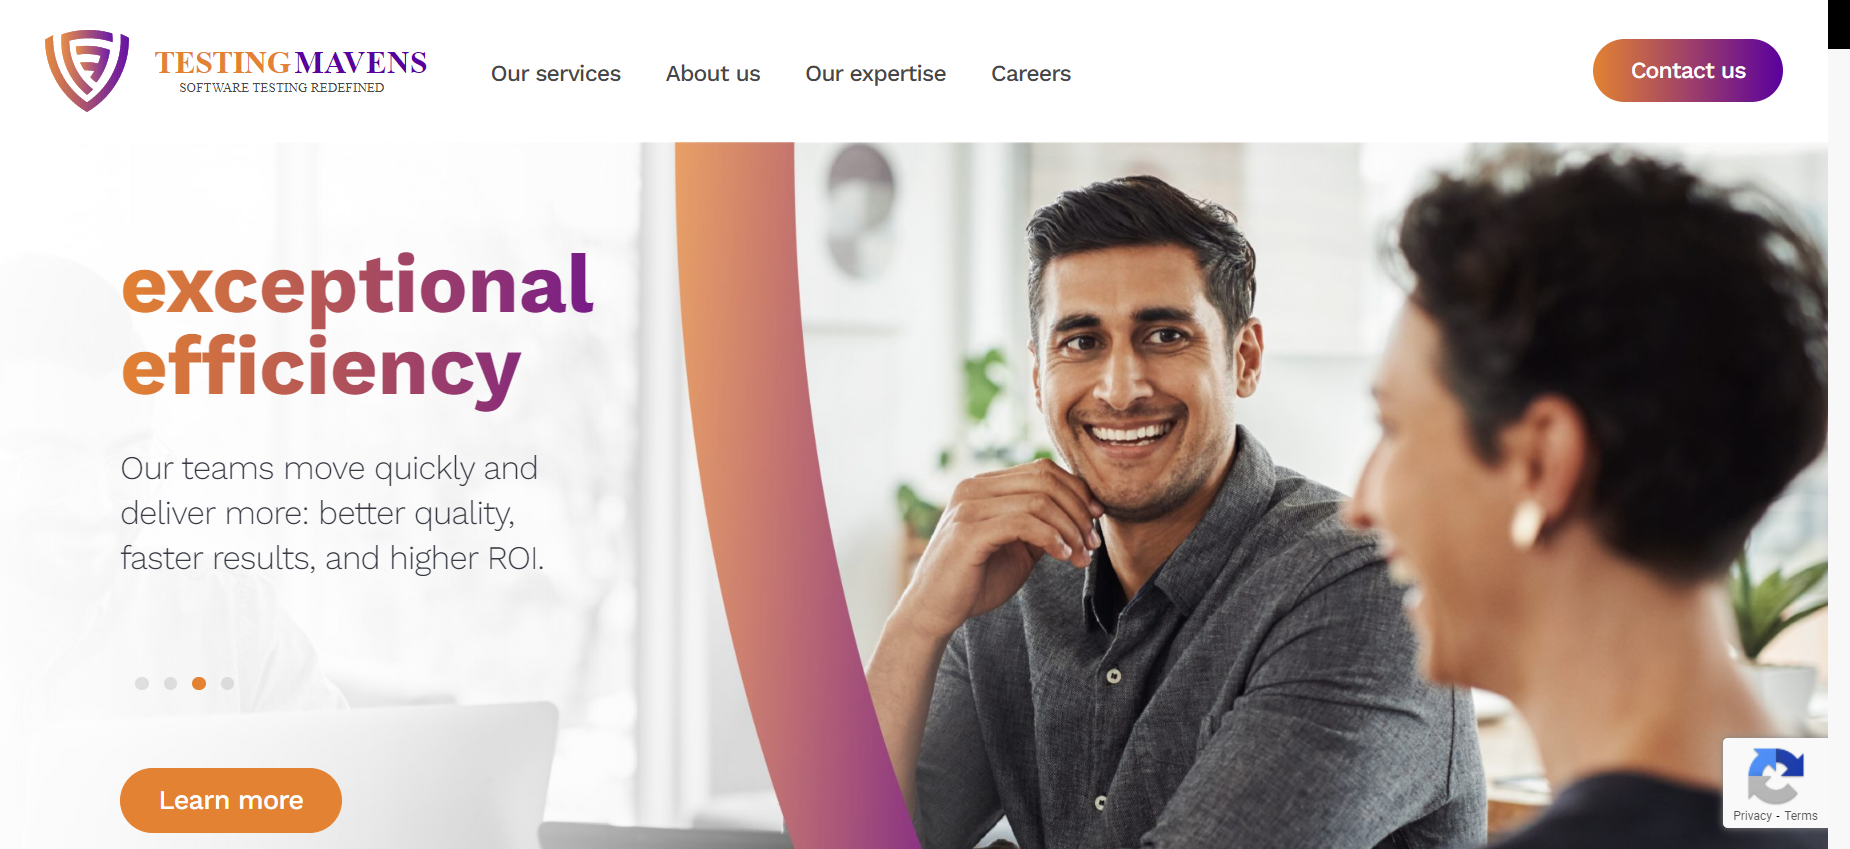 TESTING MAVENS
SOFTWARE TESTING REDEFINED
Our services
About us
Our expertise
Careers
Contact us
exceptional
efficiency
Our teams move quickly and
deliver more: better quality,
faster results, and higher ROI.
Learn more
Privacy - Terms